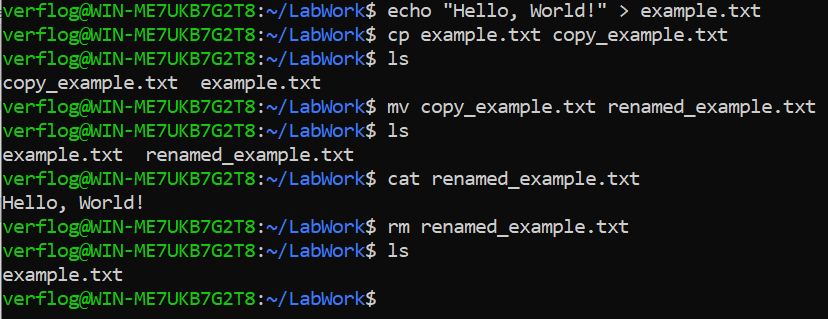 verflog@WIN-ME7UKB7G2T8:~/LabWork$ echo "Hello, World!" > example.txt
verflog@WIN-ME7UKB7G2T8:~/LabWork$ cp example.txt copy_example.txt
verflog@WIN-ME7UKB7G2T8:~/LabWork$ ls
copy_example.txt  example.txt
verflog@WIN-ME7UKB7G2T8:~/LabWork$ mv copy_example.txt renamed_example.txt
verflog@WIN-ME7UKB7G2T8:~/LabWork$ ls
example.txt  renamed_example.txt
verflog@WIN-ME7UKB7G2T8:~/LabWork$ cat renamed_example.txt
Hello, World!
verflog@WIN-ME7UKB7G2T8:~/LabWork$ rm renamed_example.txt
verflog@WIN-ME7UKB7G2T8:~/LabWork$ ls
example.txt
verflog@WIN-ME7UKB7G2T8:~/LabWork$